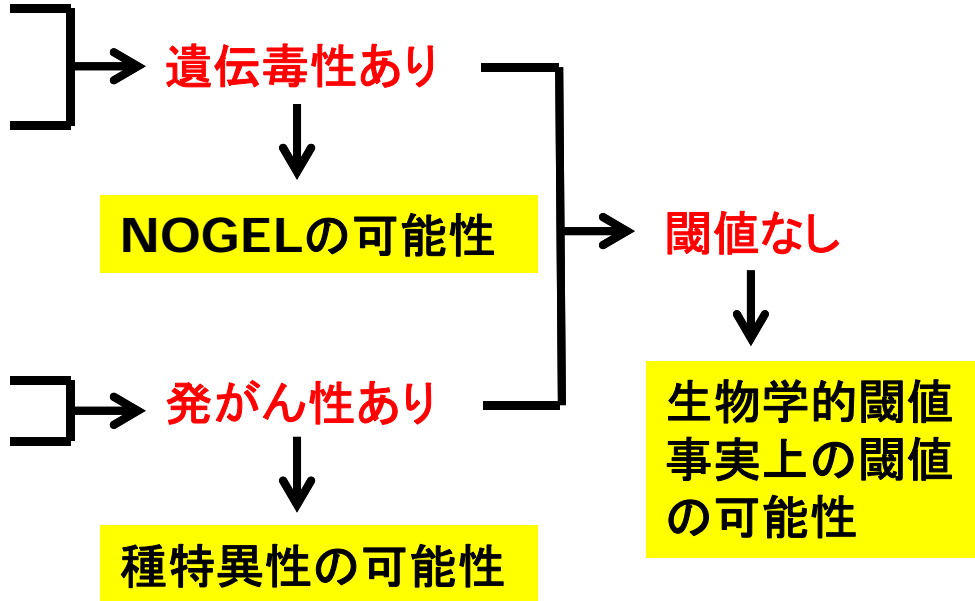 遺伝毒性あり
NOGELの可能性
発がん性あり
種特異性の可能性
閾値なし
生物学的閾値
事実上の閾値
の可能性